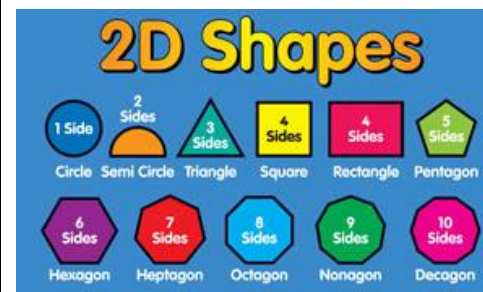 2D Shapes
1 Side
2 Sides
3 Sides
4 Sides
4 Sides
5 Sides
Circle Semi Circle Triangle Square Rectangle Pentagon
6 Sides
7 Sides
8 Sides
9 Sides
10 Sides
Hexagon Heptagon Octagon Nonagon Decagon